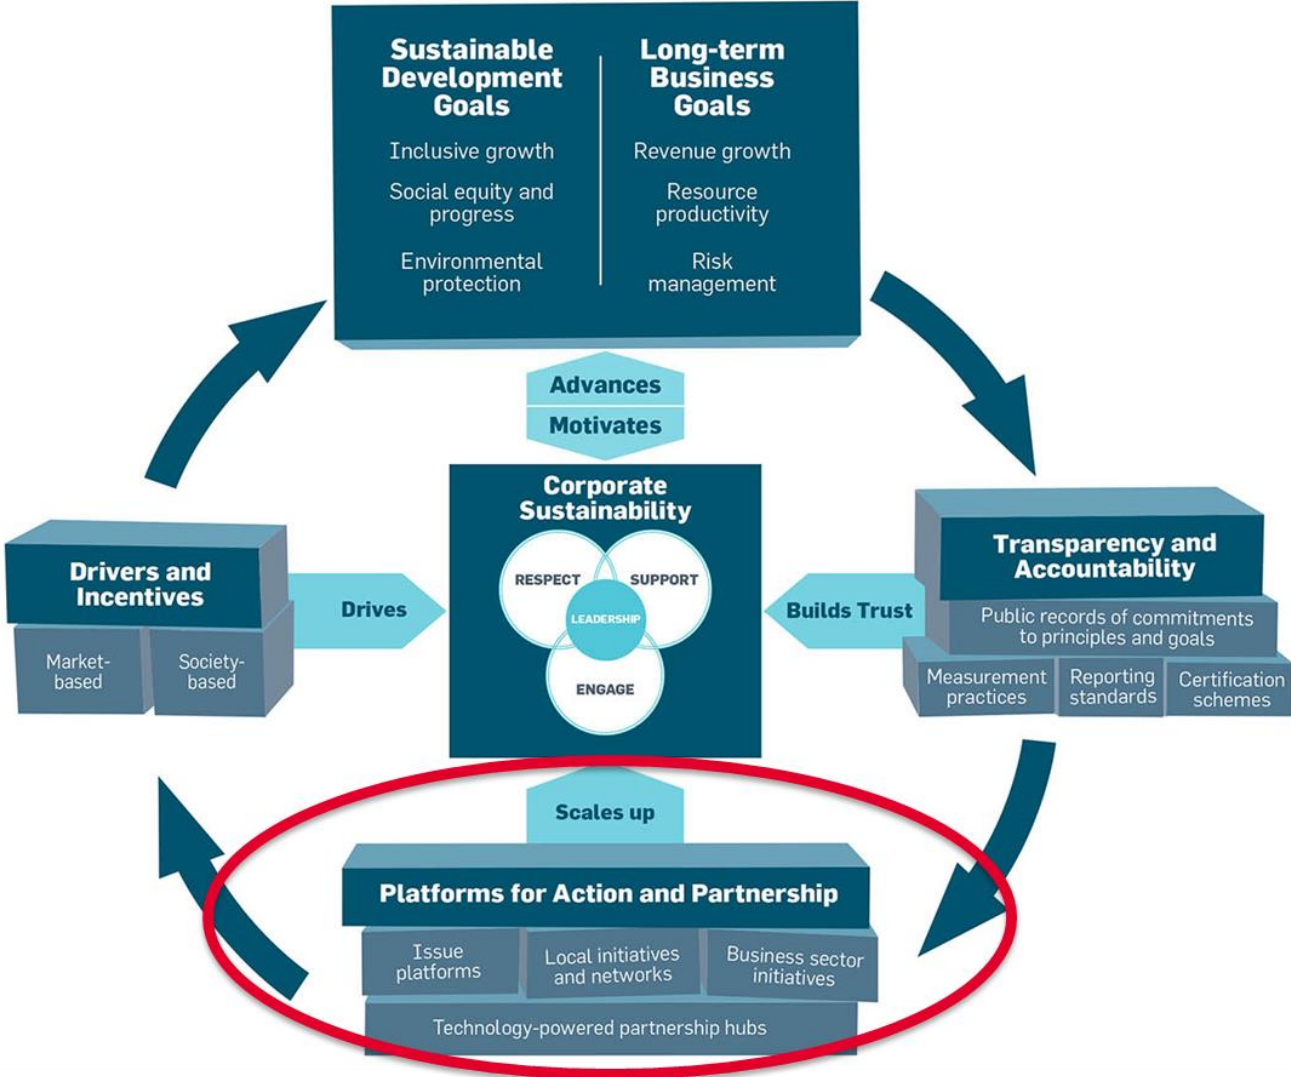 Sustainable
Development
Goals
Inclusive growth
Social equity and
progress
Environmental
protection
Long-term
Business
Goals
Revenue growth
Resource
productivity
Risk
management
Advances
Motivates
Corporate
Sustainability
RESPECT
SUPPORT
LEADERSHIP
ENGAGE
Drivers and
Incentives
Market-
based
Society-
based
Drives
Builds Trust
Transparency and
Accountability
Public records of commitments
to principles and goals
Measurement
practices
Reporting
standards
Certification
schemes
Scales up
Platforms for Action and Partnership
Issue
platforms
Local initiatives
and networks
Business sector
initiatives
Technology-powered partnership hubs